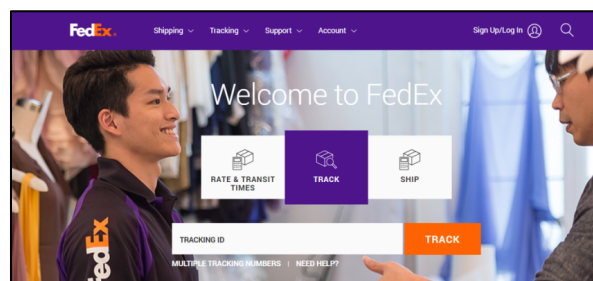 FedEx.
Shipping
Tracking
Support
Account
Sign Up/Log In
Welcome to FedEx
RATE & TRANSIT
TIMES
TRACK
SHIP
TRACKING ID
TRACK
MULTIPLE TRACKING NUMBERS | NEED HELP?
FedEx